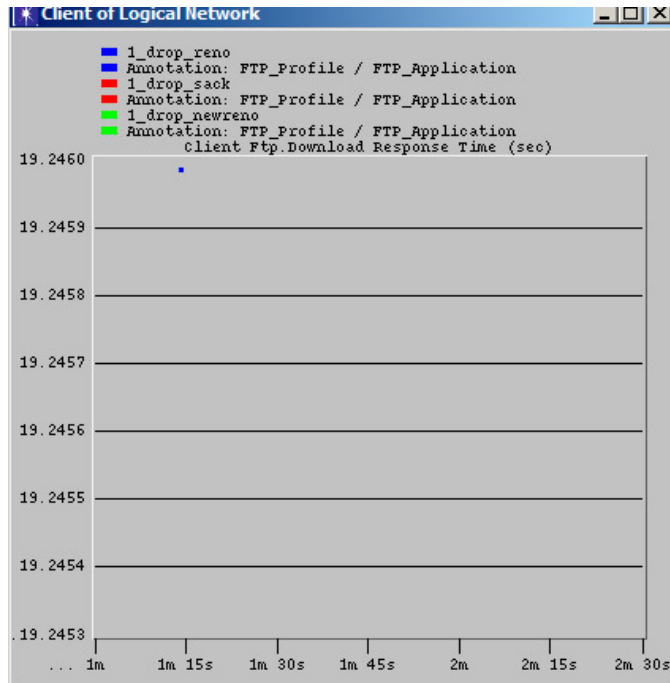 Client of Logical Network
1_drop_reno
Annotation: FTP_Profile / FTP_Application
1_drop_sack
Annotation: FTP_Profile / FTP_Application
1_drop_newreno
Annotation: FTP_Profile / FTP_Application
Client Ftp.Download Response Time (sec)
19.2460
19.2459
19.2458
19.2457
19.2456
19.2455
19.2454
.19.2453
... 1m 1m 15s 1m 30s 1m 45s 2m 2m 15s 2m 30s